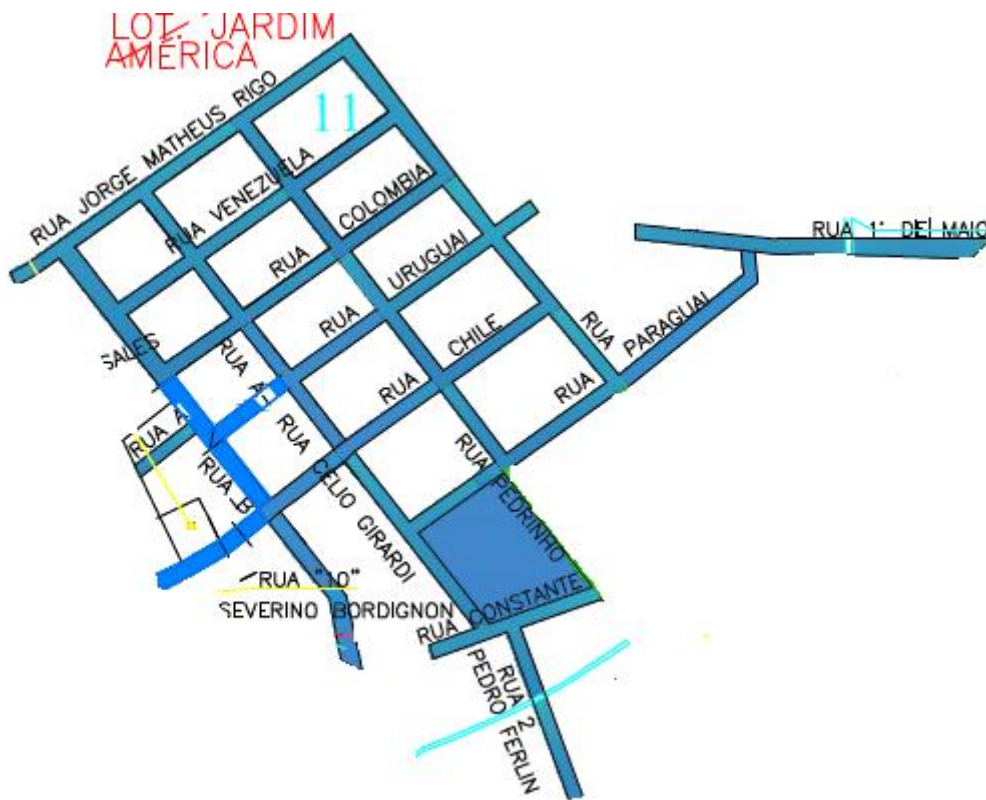 LOT. JARDIM
AMÉRICA
11
RUA JORGE MATHEUS RIGO
RUA VENEZUELA
RUA COLOMBIA
RUA URUGUAI
RUA CHILE
RUA PARAGUAI
RUA
RUA 1° DE MAIO
SALES
RUA A
RUA A
RUA B
RUA CELIO GIRARDI
RUA PEDRINHO
RUA "10"
SEVERINO BORDIGNON
RUA CONSTANTE
RUA 2
PEDRO FERLIN